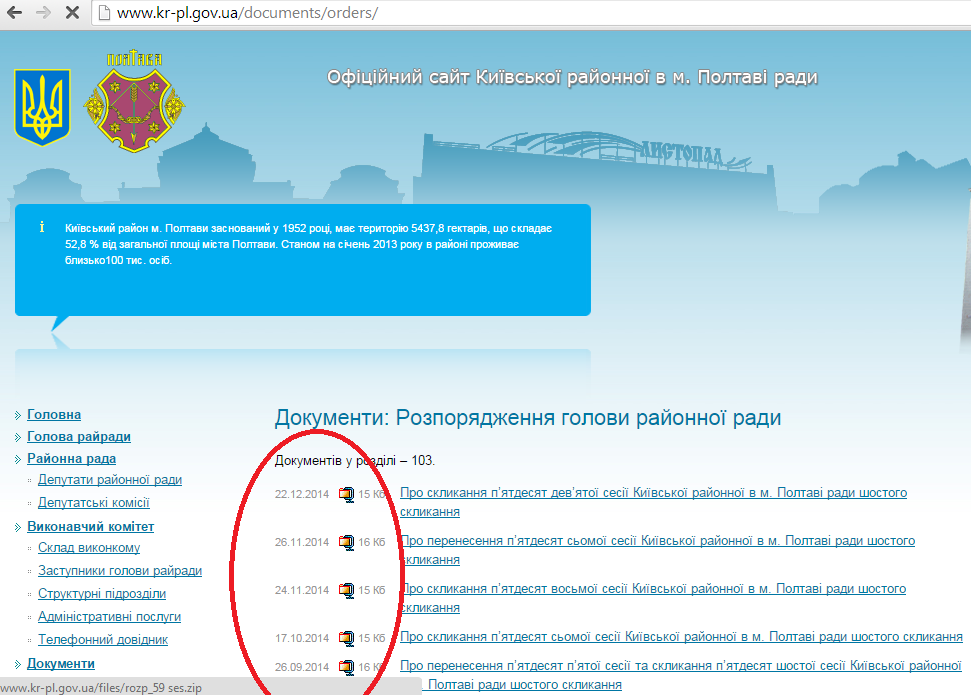 www.kr-pl.gov.ua/documents/orders/
ПОЛТАВА
Офіційний сайт Київської районної в м. Полтаві ради
ЛИСТОПАД
i
Київський район м. Полтави заснований у 1952 році, має територію 5437,8 гектарів, що складає
52,8 % від загальної площі міста Полтави. Станом на січень 2013 року в районі проживає
близько100 тис. осіб.
Головна
Голова райради
Районна рада
Депутати районної ради
Депутатські комісії
Виконавчий комітет
Склад виконкому
Заступники голови райради
Структурні підрозділи
Адміністративні послуги
Телефонний довідник
Документи
Документи: Розпорядження голови районної ради
Документів у розділі – 103.
22.12.2014 15 Кб Про скликання п'ятдесят дев'ятої сесії Київської районної в м. Полтаві ради шостого
скликання
26.11.2014 16 Кб Про перенесення п'ятдесят сьомої сесії Київської районної в м. Полтаві ради шостого
скликання
24.11.2014 15 Кб Про скликання п'ятдесят восьмої сесії Київської районної в м. Полтаві ради шостого
скликання
17.10.2014 15 Кб Про скликання п'ятдесят сьомої сесії Київської районної в м. Полтаві ради шостого скликання
26.09.2014 16 Кб Про перенесення п'ятдесят п'ятої сесії та скликання п'ятдесят шостої сесії Київської районної
Полтаві ради шостого скликання
www.kr-pl.gov.ua/files/rozp_59 ses.zip